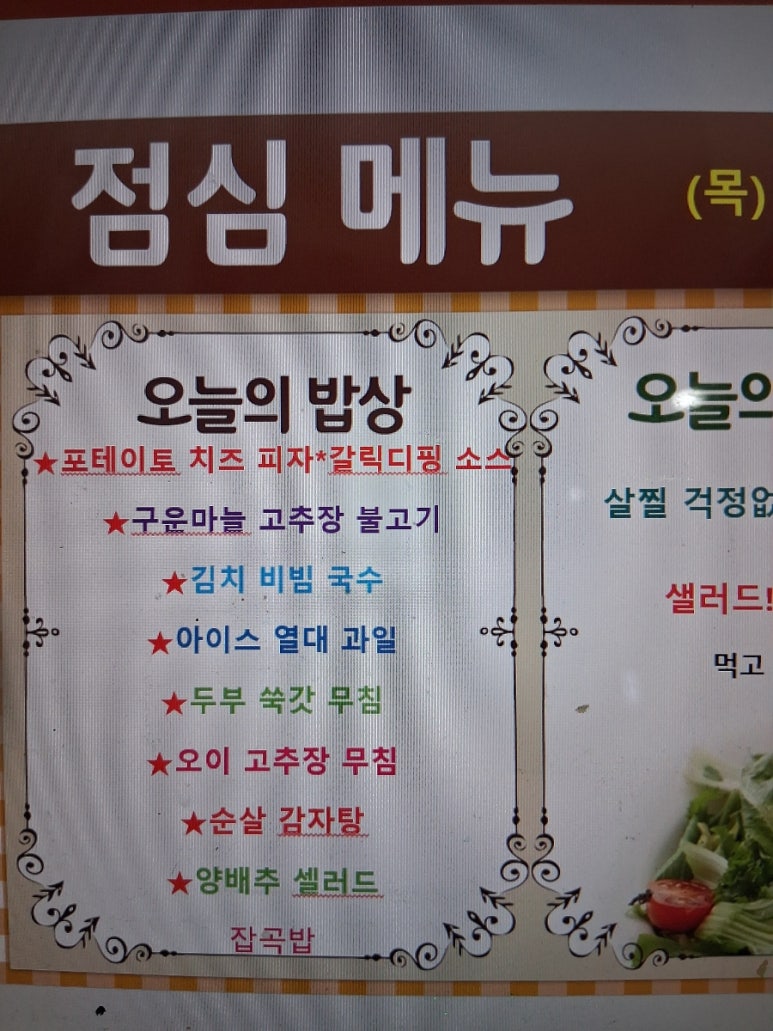 점심 메뉴 (목)
오늘의 밥상
★포테이토 치즈 피자*갈릭디핑 소스
★구운마늘 고추장 불고기
★김치 비빔 국수
★아이스 열대 과일
★두부 쑥갓 무침
★오이 고추장 무침
★순살 감자탕
★양배추 셀러드
잡곡밥
오늘의
살찔 걱정없
샐러드!
먹고